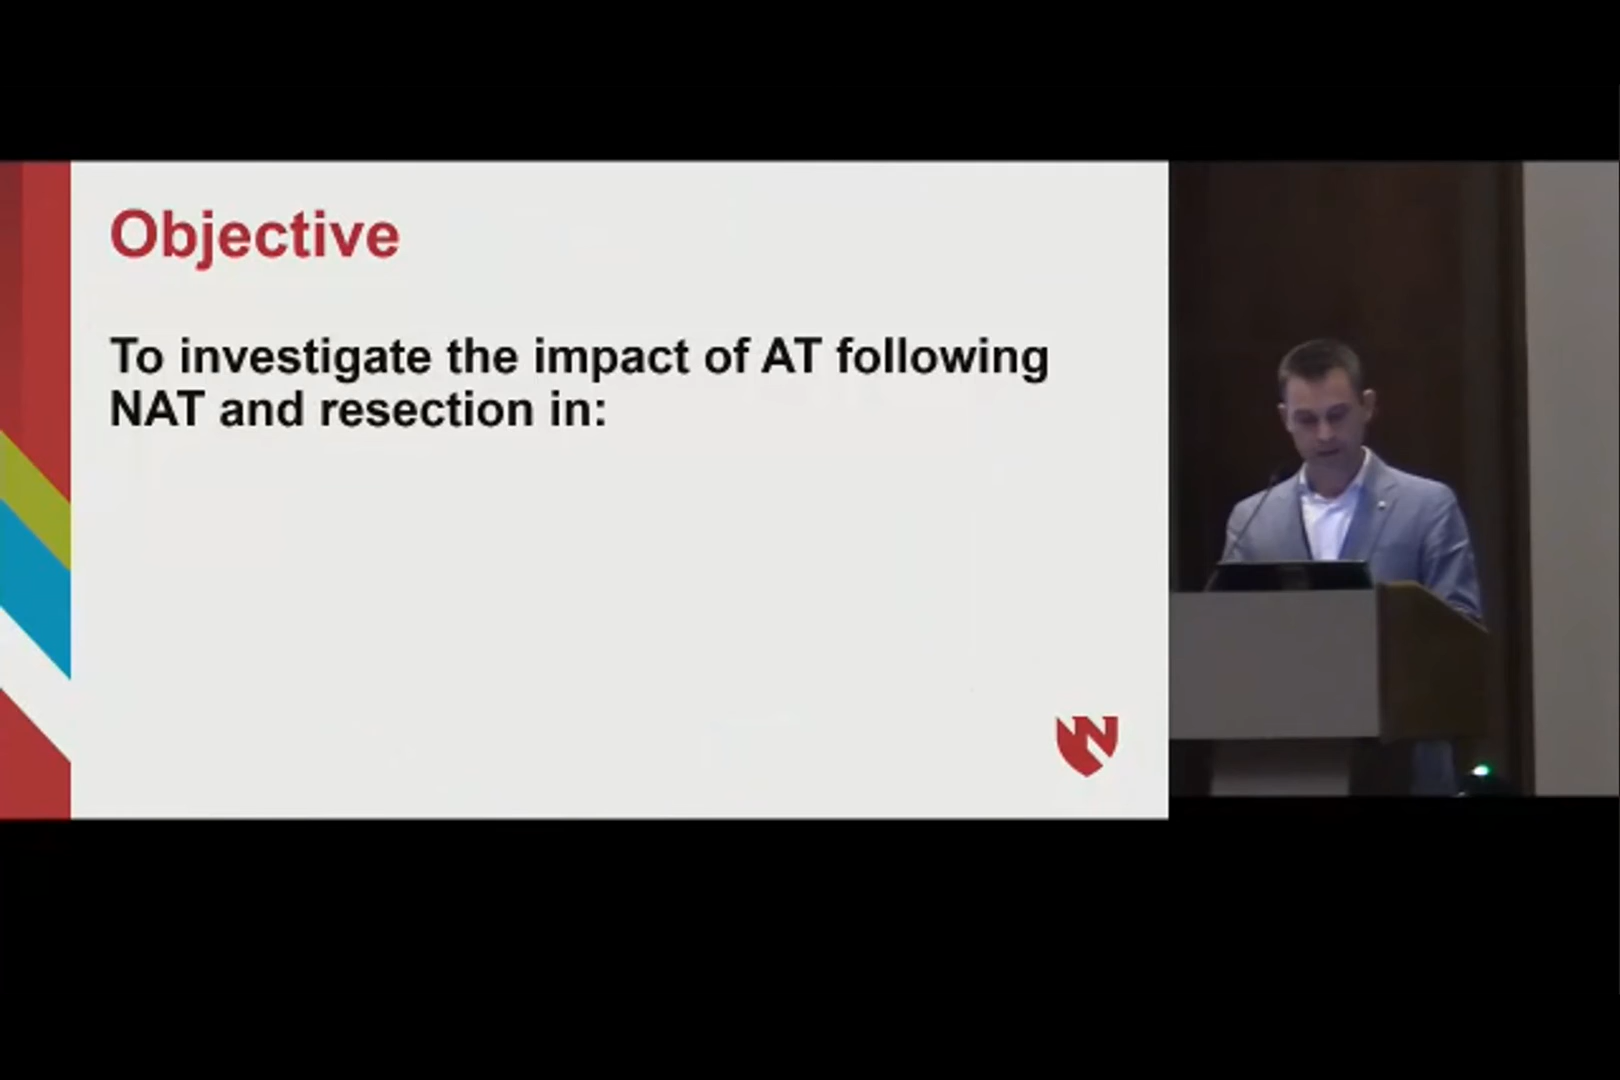 Objective
To investigate the impact of AT following
NAT and resection in: